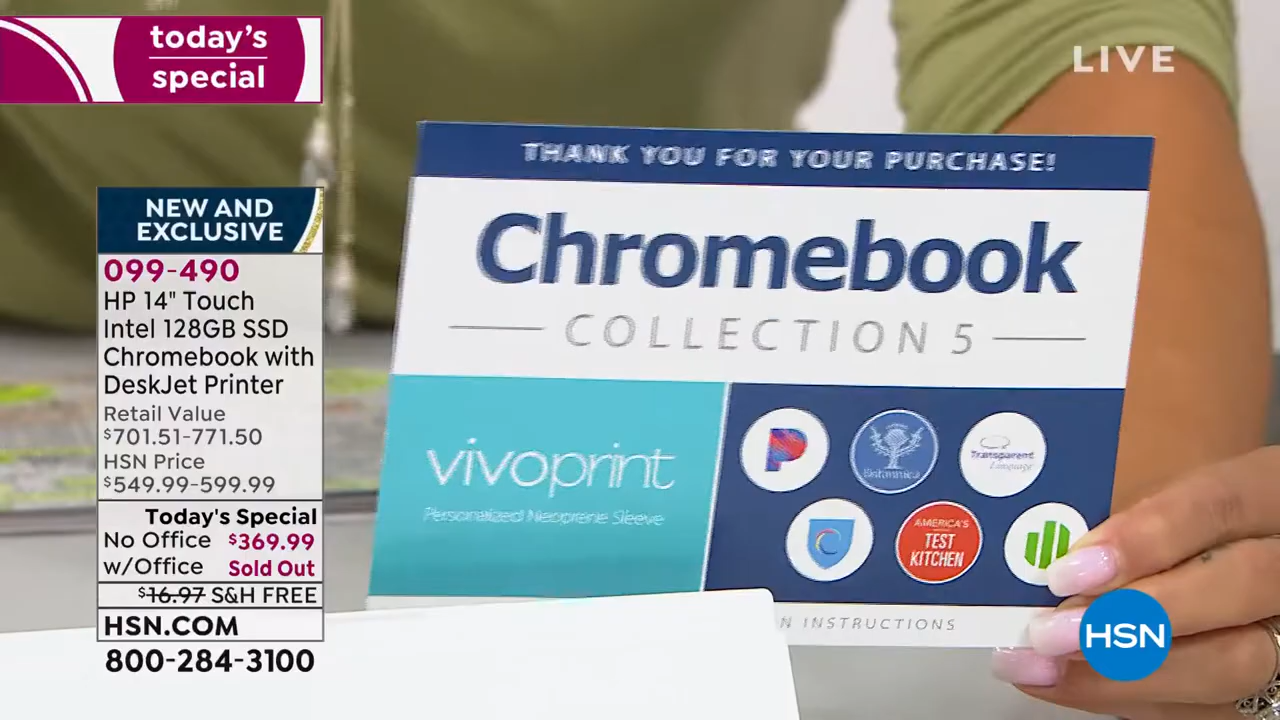 today's
special
LIVE
NEW AND
EXCLUSIVE
099-490
HP 14" Touch
Intel 128GB SSD
Chromebook with
DeskJet Printer
Retail Value
$701.51-771.50
HSN Price
$549.99-599.99
Today's Special
No Office $369.99
w/Office Sold Out
$16.97 S&H FREE
HSN.COM
800-284-3100
THANK YOU FOR YOUR PURCHASE!
Chromebook
COLLECTION 5
vivoprint
Personalized Neoprene Sleeve
Britannica
Transparent
Language
AMERICA'S
TEST
KITCHEN
INSTRUCTIONS
HSN